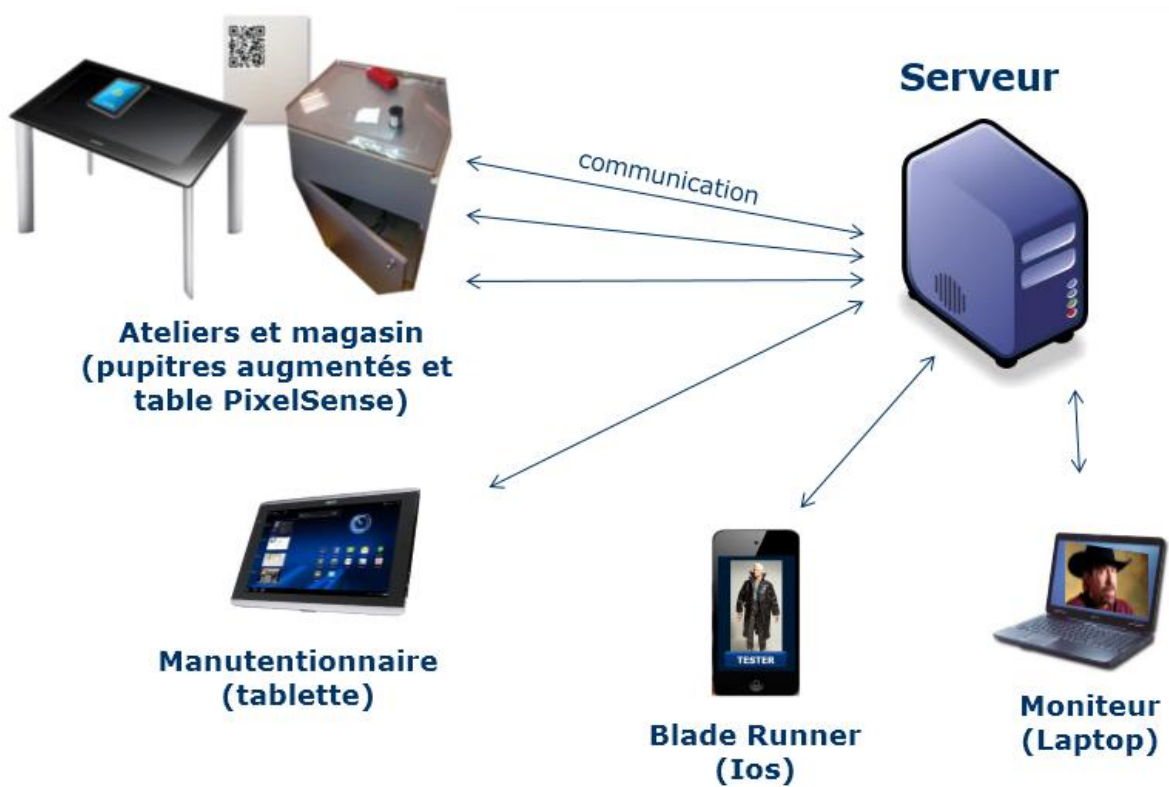 Serveur
communication
Ateliers et magasin
(pupitres augmentés et
table PixelSense)
Manutentionnaire
(tablette)
TESTER
Blade Runner
(Ios)
Moniteur
(Laptop)